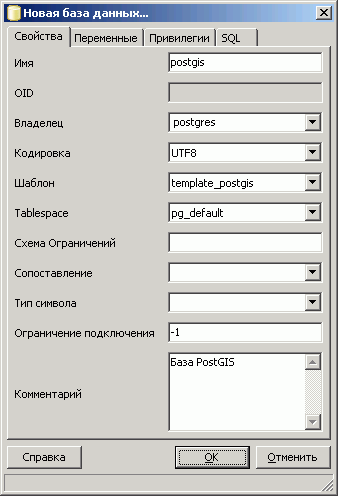 Новая база данных...
Свойства Переменные Привилегии SQL
Имя postgis
OID
Владелец postgres
Кодировка UTF8
Шаблон template_postgis
Tablespace pg_default
Схема Ограничений
Сопоставление
Тип символа
Ограничение подключения -1
Комментарий База PostGIS
Справка OK Отменить